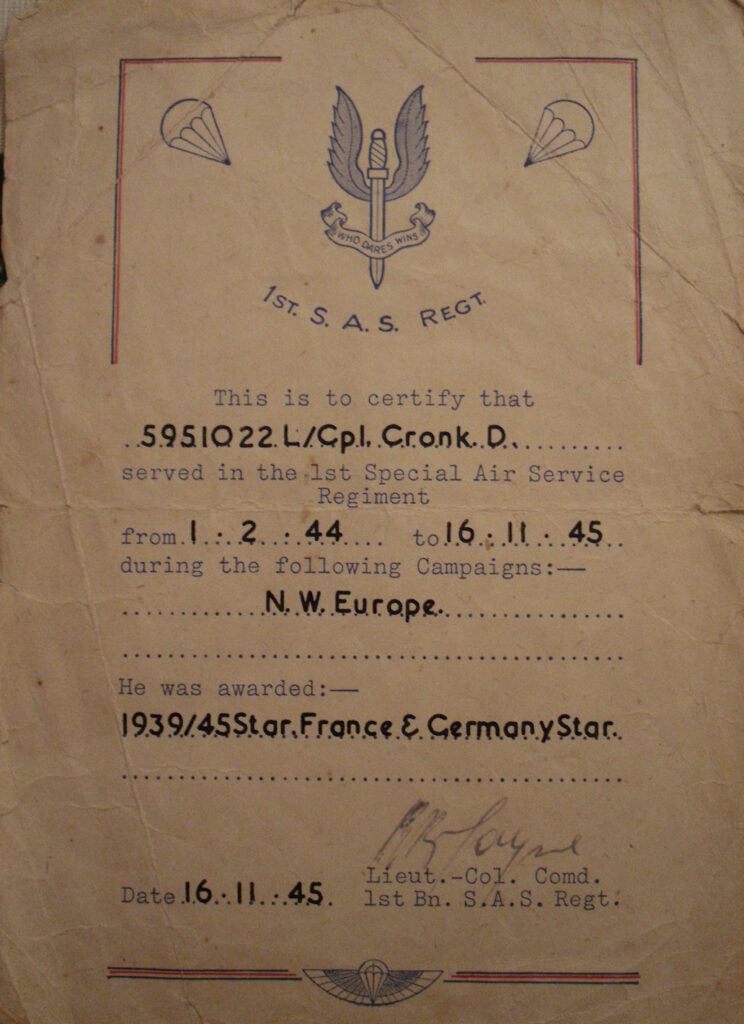 WHO DARES WINS
1ST. S. A. S. REGT.
This is to certify that
5951022 L/Cpl. Cronk. D.
served in the 1st Special Air Service
Regiment
from 1 . 2 . 44 to 16 . 11 . 45
during the following Campaigns:—
N. W. Europe.
He was awarded:—
1939/45 Star. France & Germany Star.
Lieut.-Col. Comd.
Date 16 . 11 . 45. 1st Bn. S.A.S. Regt.